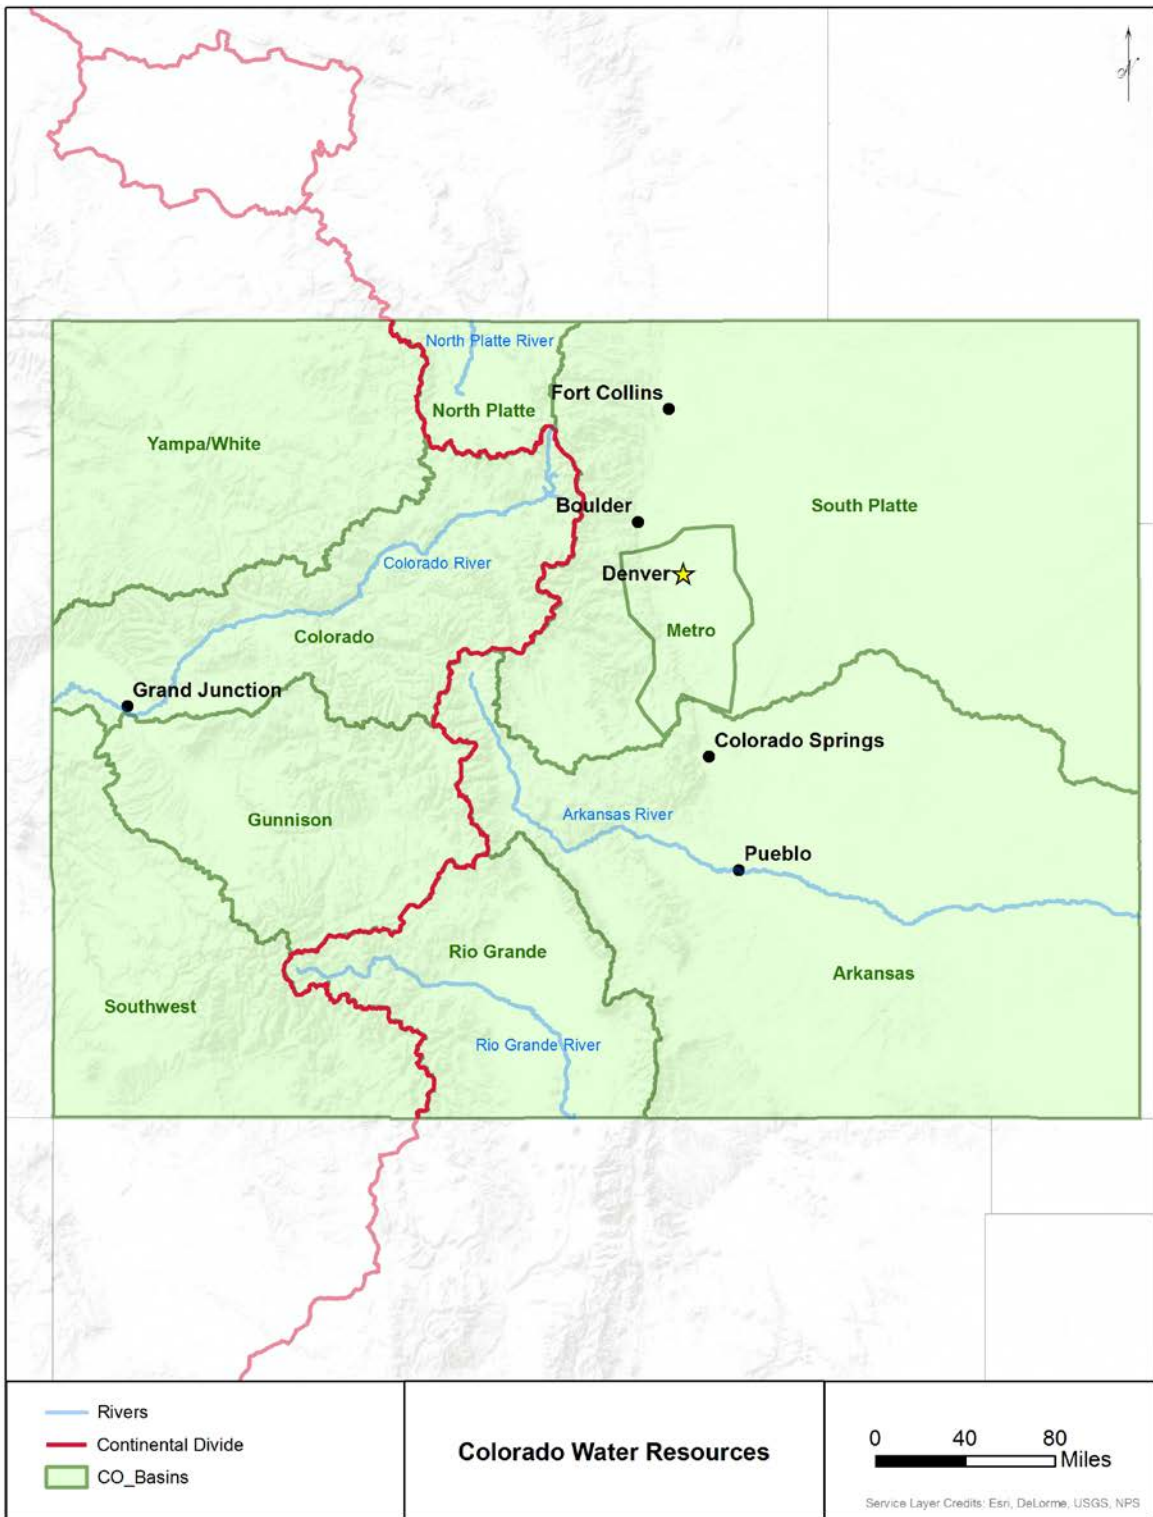 N
North Platte River
Fort Collins
North Platte
Yampa/White
Boulder
South Platte
Colorado River
Denver
Metro
Colorado
Grand Junction
Colorado Springs
Arkansas River
Gunnison
Pueblo
Rio Grande
Arkansas
Southwest
Rio Grande River
Rivers
Continental Divide
CO_Basins
Colorado Water Resources
0 40 80
Miles
Service Layer Credits: Esri, DeLorme, USGS, NPS